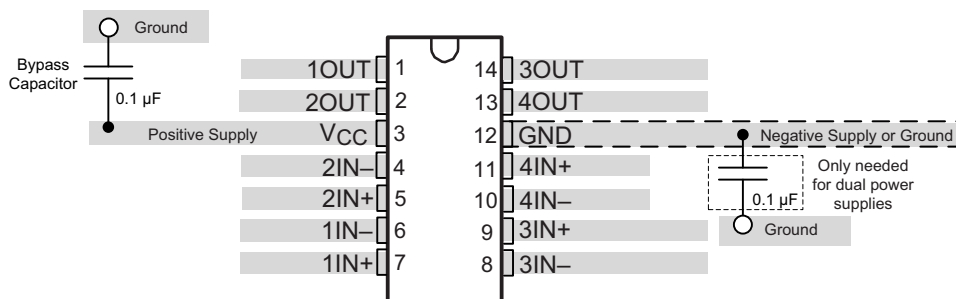 Ground
Bypass
Capacitor
0.1 µF
Positive Supply
1OUT 1
2OUT 2
VCC 3
2IN– 4
2IN+ 5
1IN– 6
1IN+ 7
14 3OUT
13 4OUT
12 GND
11 4IN+
10 4IN–
9 3IN+
8 3IN–
Negative Supply or Ground
Only needed
for dual power
supplies
0.1 µF
Ground